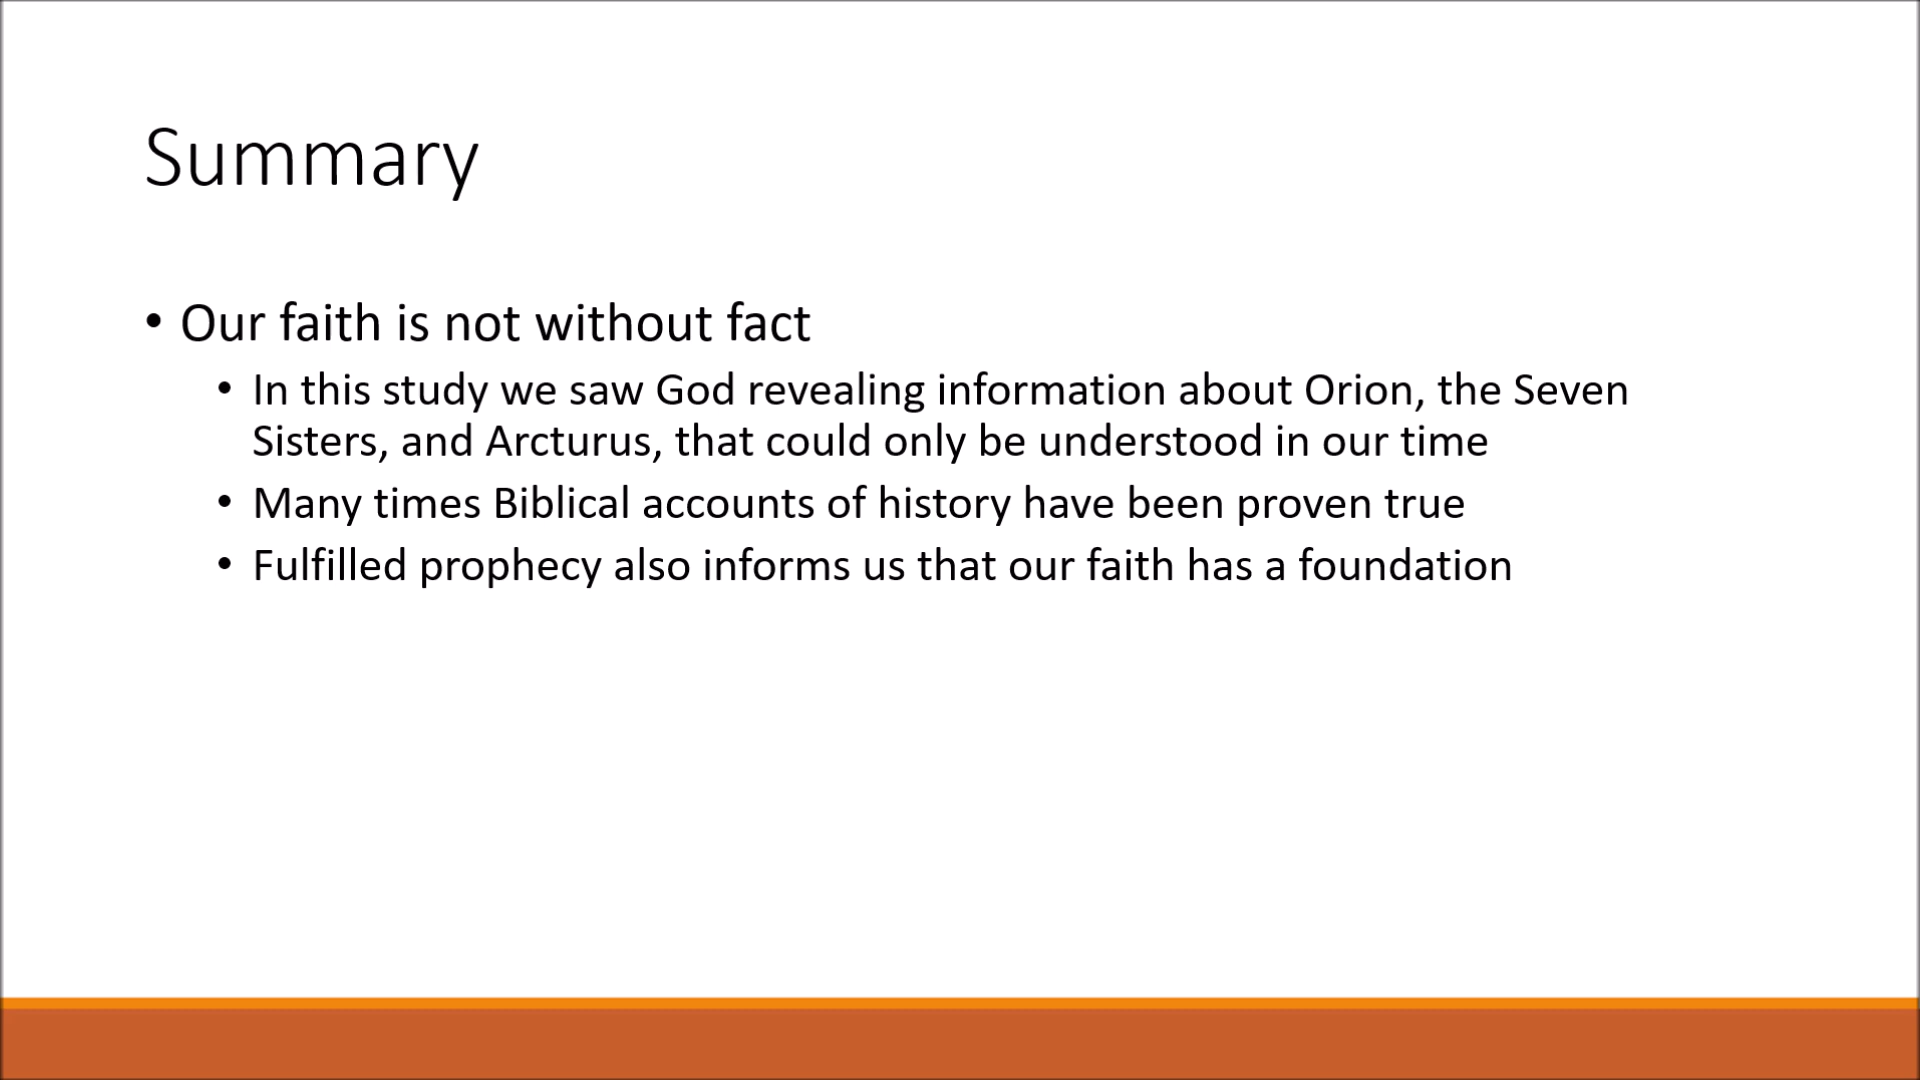 Summary
• Our faith is not without fact
• In this study we saw God revealing information about Orion, the Seven
Sisters, and Arcturus, that could only be understood in our time
• Many times Biblical accounts of history have been proven true
• Fulfilled prophecy also informs us that our faith has a foundation